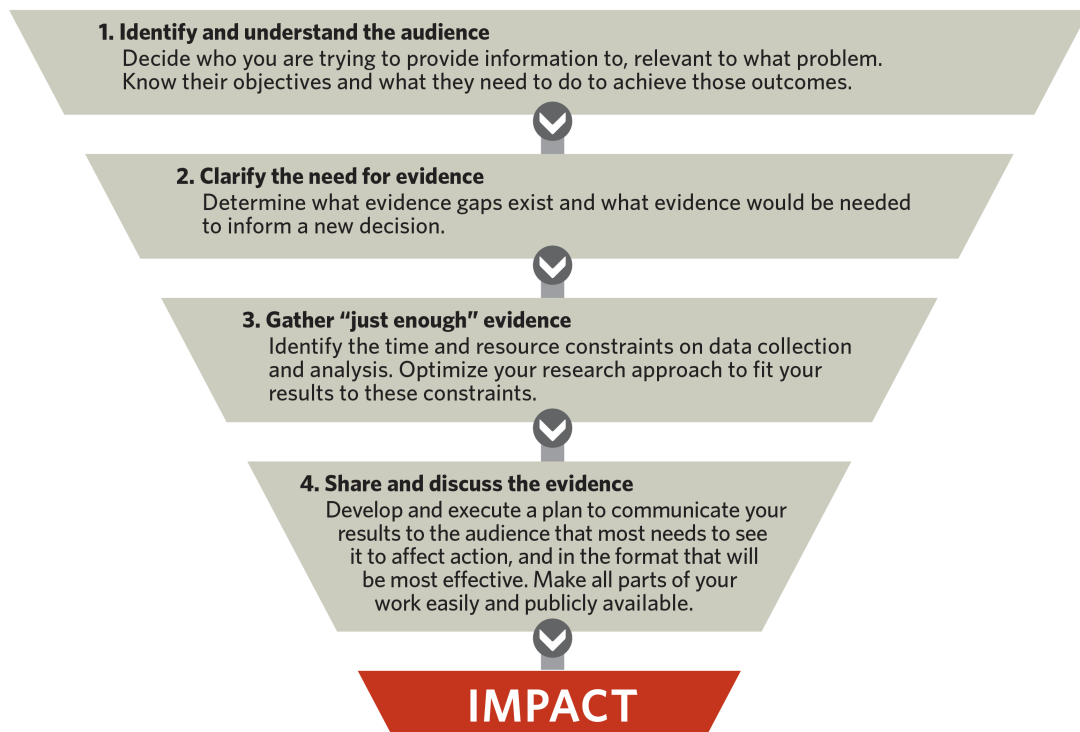 1. Identify and understand the audience
Decide who you are trying to provide information to, relevant to what problem.
Know their objectives and what they need to do to achieve those outcomes.
2. Clarify the need for evidence
Determine what evidence gaps exist and what evidence would be needed
to inform a new decision.
3. Gather “just enough” evidence
Identify the time and resource constraints on data collection
and analysis. Optimize your research approach to fit your
results to these constraints.
4. Share and discuss the evidence
Develop and execute a plan to communicate your
results to the audience that most needs to see
it to affect action, and in the format that will
be most effective. Make all parts of your
work easily and publicly available.
IMPACT